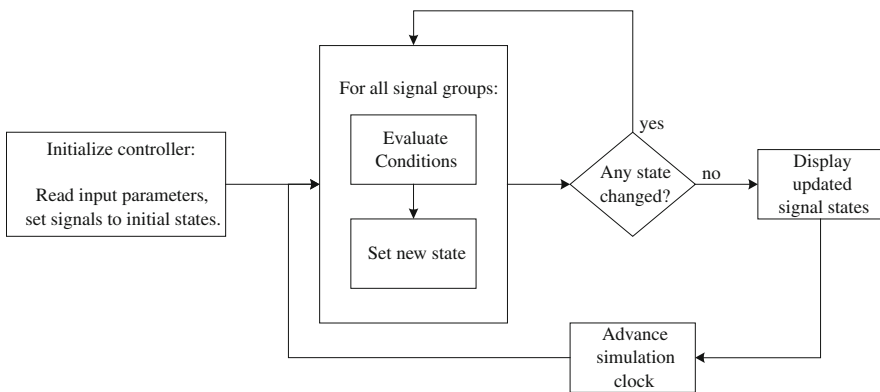 Initialize controller:
Read input parameters,
set signals to initial states.
For all signal groups:
Evaluate
Conditions
Set new state
Any state
changed?
yes
no
Display
updated
signal states
Advance
simulation
clock